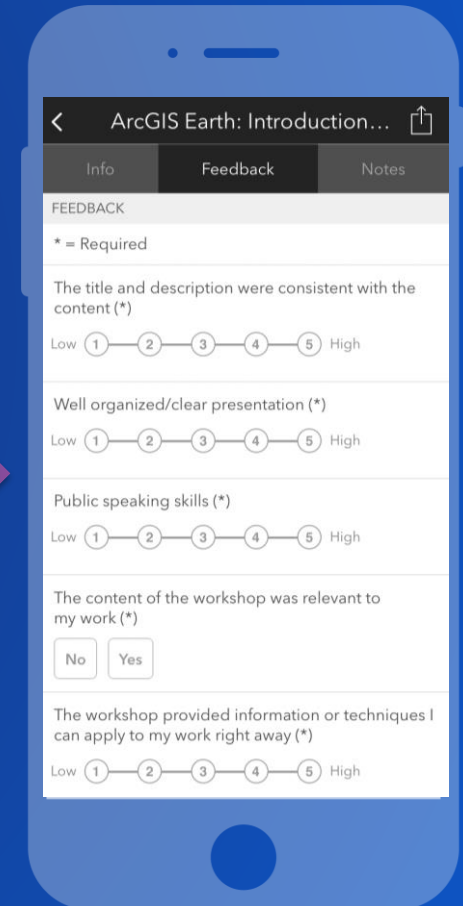 ArcGIS Earth: Introduction...
Info Feedback Notes
FEEDBACK
* = Required
The title and description were consistent with the
content (*)
Low 1 2 3 4 5 High
Well organized/clear presentation (*)
Low 1 2 3 4 5 High
Public speaking skills (*)
Low 1 2 3 4 5 High
The content of the workshop was relevant to
my work (*)
No Yes
The workshop provided information or techniques I
can apply to my work right away (*)
Low 1 2 3 4 5 High